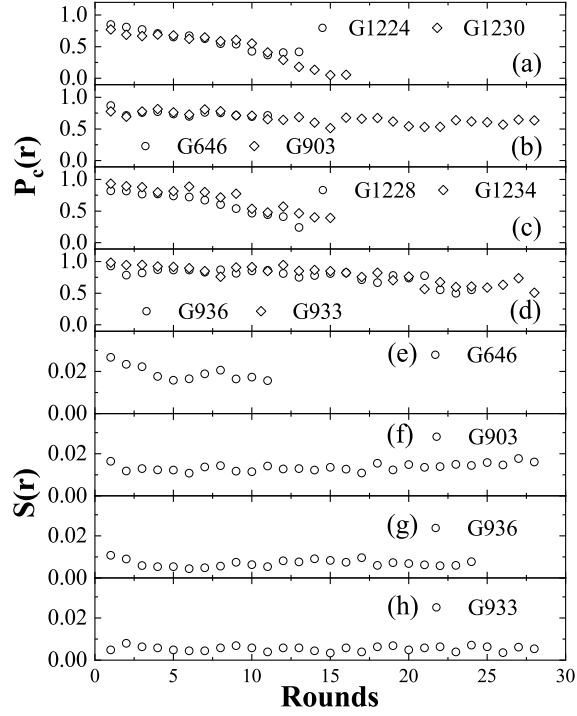 1.0
0.5
0.0
G1224 G1230
(a)
1.0
0.5
0.0
G646 G903
(b)
1.0
0.5
0.0
G1228 G1234
(c)
1.0
0.5
0.0
G936 G933
(d)
P_c(r)
0.02
0.00
(e) G646
0.02
0.00
(f) G903
0.02
0.00
(g) G936
0.02
0.00
(h) G933
S(r)
0 5 10 15 20 25 30
Rounds